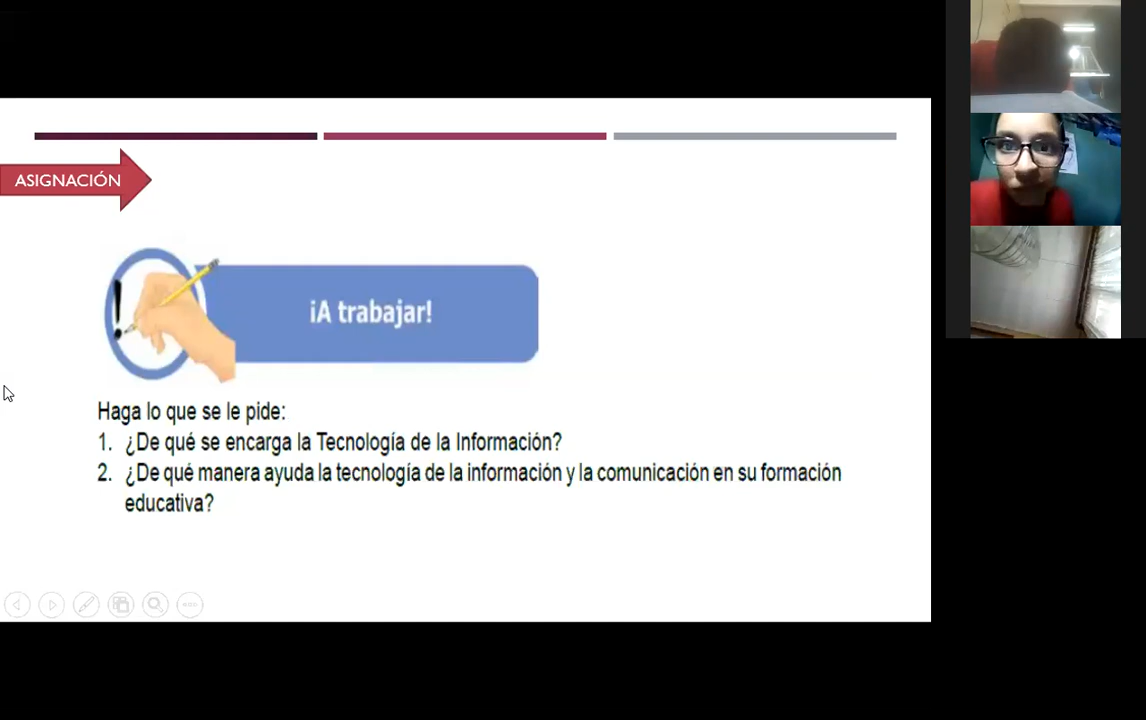 ASIGNACIÓN
¡A trabajar!
Haga lo que se le pide:
1. ¿De qué se encarga la Tecnología de la Información?
2. ¿De qué manera ayuda la tecnología de la información y la comunicación en su formación
educativa?